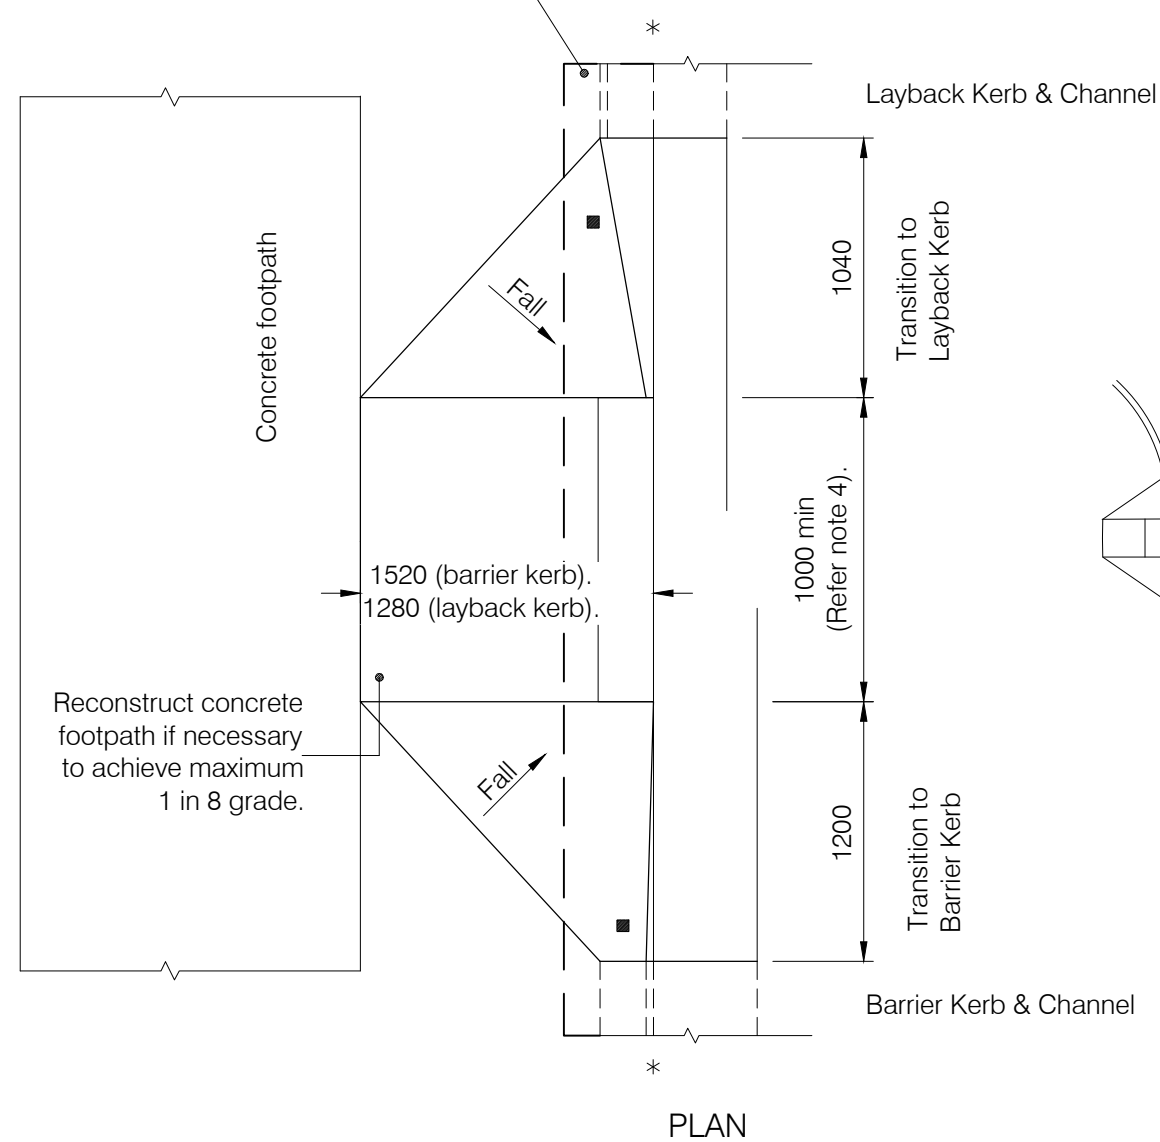 *
Layback Kerb & Channel
Concrete footpath
Fall
1040
Transition to
Layback Kerb
1520 (barrier kerb).
1280 (layback kerb).
1000 min
(Refer note 4).
Reconstruct concrete
footpath if necessary
to achieve maximum
1 in 8 grade.
Fall
1200
Transition to
Barrier Kerb
Barrier Kerb & Channel
*
PLAN